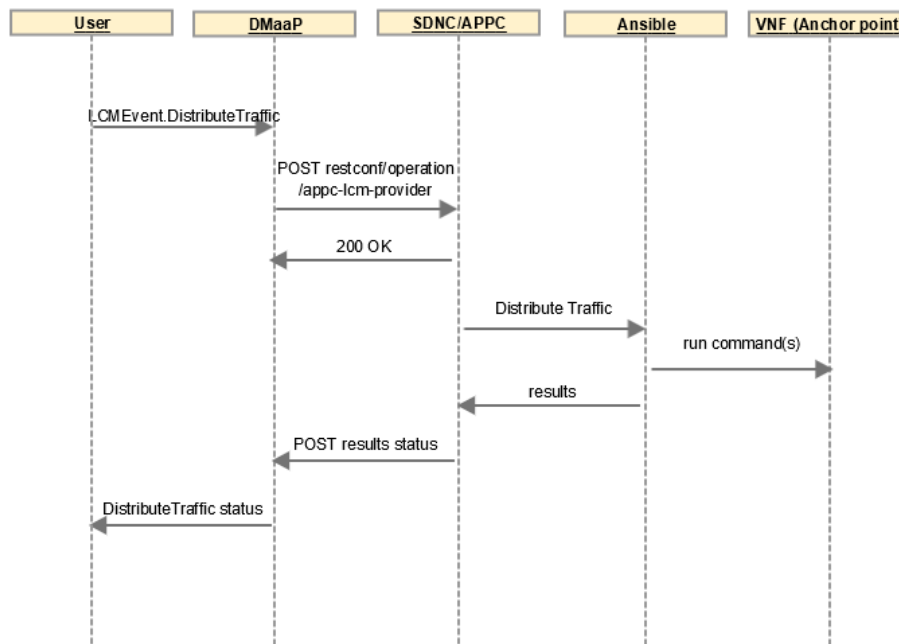 User
DMaaP
SDNC/APPC
Ansible
VNF (Anchor point
LCMEvent.DistributeTraffic
POST restconf/operation
/appc-lcm-provider
200 OK
Distribute Traffic
run command(s)
results
POST results status
DistributeTraffic status